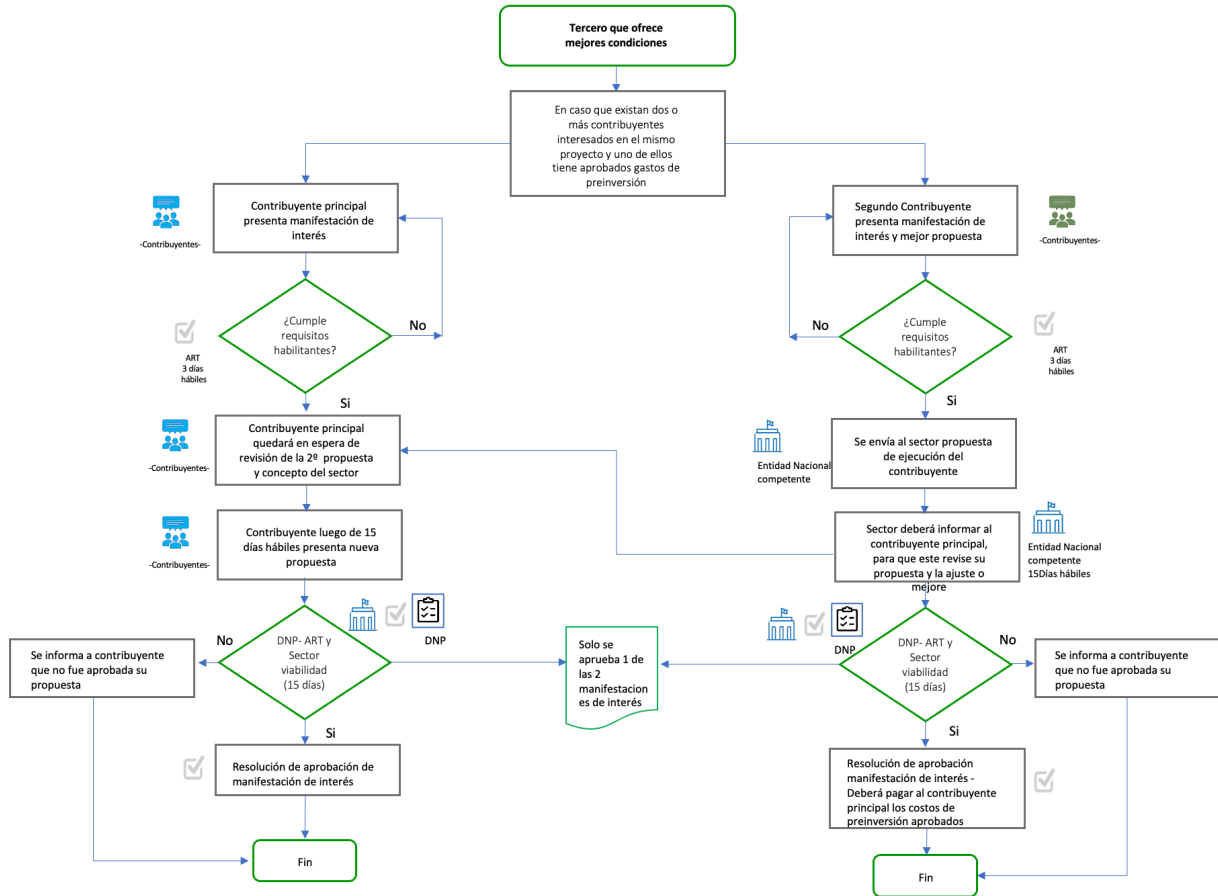 Tercero que ofrece
mejores condiciones
En caso que existan dos o
más contribuyentes
interesados en el mismo
proyecto y uno de ellos
tiene aprobados gastos de
preinversión
Contribuyente principal
presenta manifestación de
interés
-Contribuyentes-
Segundo Contribuyente
presenta manifestación de
interés y mejor propuesta
-Contribuyentes-
¿Cumple
requisitos
habilitantes?
No
ART
3 días
hábiles
Si
¿Cumple
requisitos
habilitantes?
No
ART
3 días
hábiles
Si
Contribuyente principal
quedará en espera de
revisión de la 2º propuesta
y concepto del sector
-Contribuyentes-
Se envía al sector propuesta
de ejecución del
contribuyente
Entidad Nacional
competente
Contribuyente luego de 15
días hábiles presenta nueva
propuesta
-Contribuyentes-
Sector deberá informar al
contribuyente principal,
para que este revise su
propuesta y la ajuste o
mejore
Entidad Nacional
competente
15Días hábiles
DNP- ART y
Sector
viabilidad
(15 días)
DNP
No
Si
Se informa a contribuyente
que no fue aprobada su
propuesta
Solo se
aprueba 1 de
las 2
manifestacion
es de interés
DNP- ART y
Sector
viabilidad
(15 días)
DNP
No
Si
Se informa a contribuyente
que no fue aprobada su
propuesta
Resolución de aprobación de
manifestación de interés
Resolución de aprobación
manifestación de interés -
Deberá pagar al contribuyente
principal los costos de
preinversión aprobados
Fin
Fin